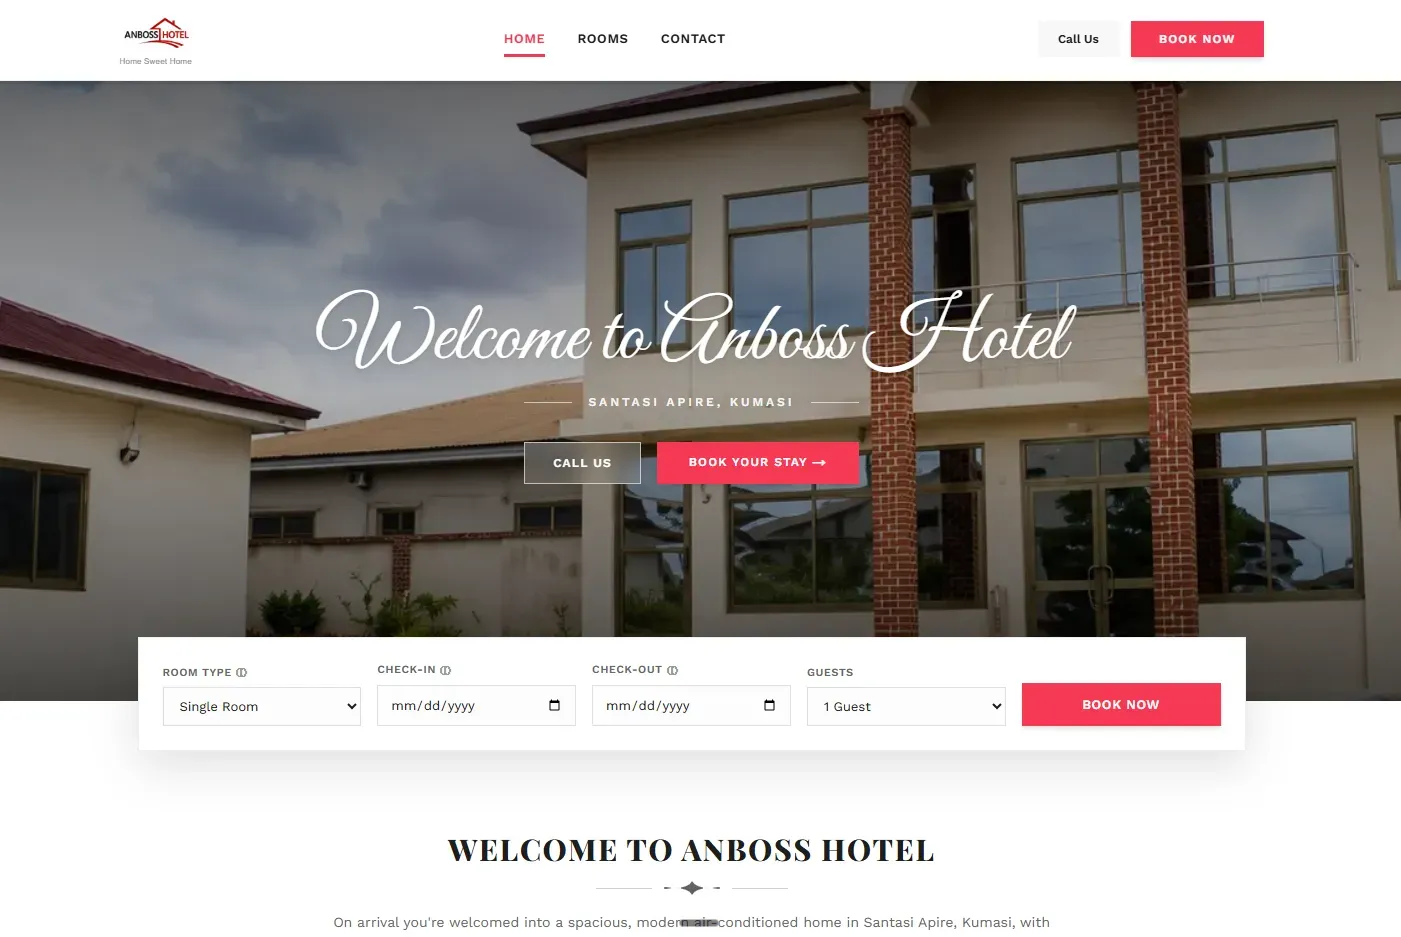 ANBOSS HOTEL
Home Sweet Home
HOME
ROOMS
CONTACT
Call Us
BOOK NOW
Welcome to Anboss Hotel
SANTASI APIRE, KUMASI
CALL US
BOOK YOUR STAY →
ROOM TYPE
CHECK-IN
CHECK-OUT
GUESTS
Single Room
mm/dd/yyyy
mm/dd/yyyy
1 Guest
BOOK NOW
WELCOME TO ANBOSS HOTEL
On arrival you're welcomed into a spacious, modern air-conditioned home in Santasi Apire, Kumasi, with